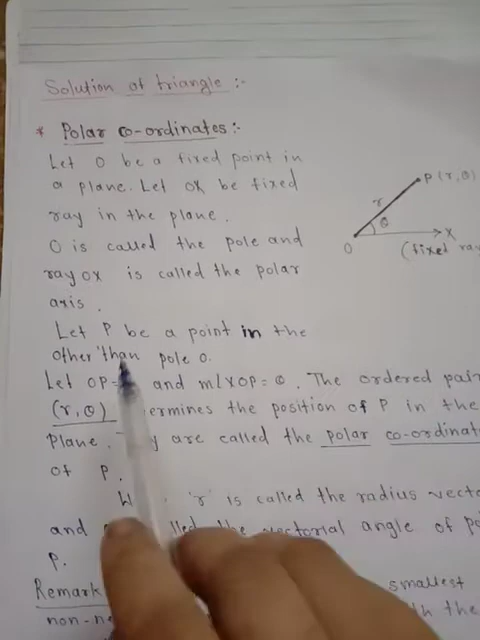 Solution of triangle :-
* Polar co-ordinates :-
Let O be a fixed point in
a plane. Let OX be fixed
ray in the plane.
O is called the pole and
ray OX is called the polar
axis.
P (r, θ)
r
θ
O
X
(fixed ray
Let P be a point in the
other than pole O.
Let OP= and m∠XOP= θ. The ordered pair
(r, θ) the position of P in the
plane. are called the polar co-ordinat
of P.
'r' is called the radius vect
and the vectorial angle of po
P.
Remark smallest
non-ne the